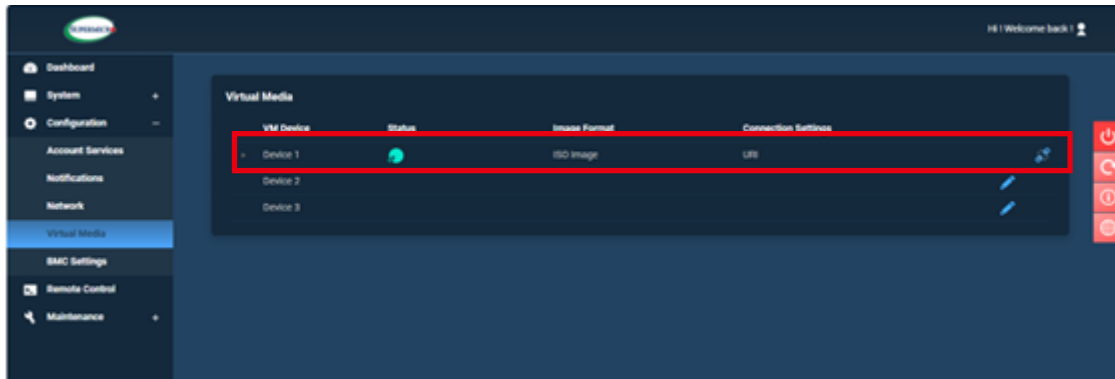 SUPERMICRO
Hi ! Welcome back !
Dashboard
System +
Configuration −
Account Services
Notifications
Network
Virtual Media
BMC Settings
Remote Control
Maintenance +
Virtual Media
VM Device Status Image Format Connection Settings
Device 1 ISO Image URI
Device 2
Device 3